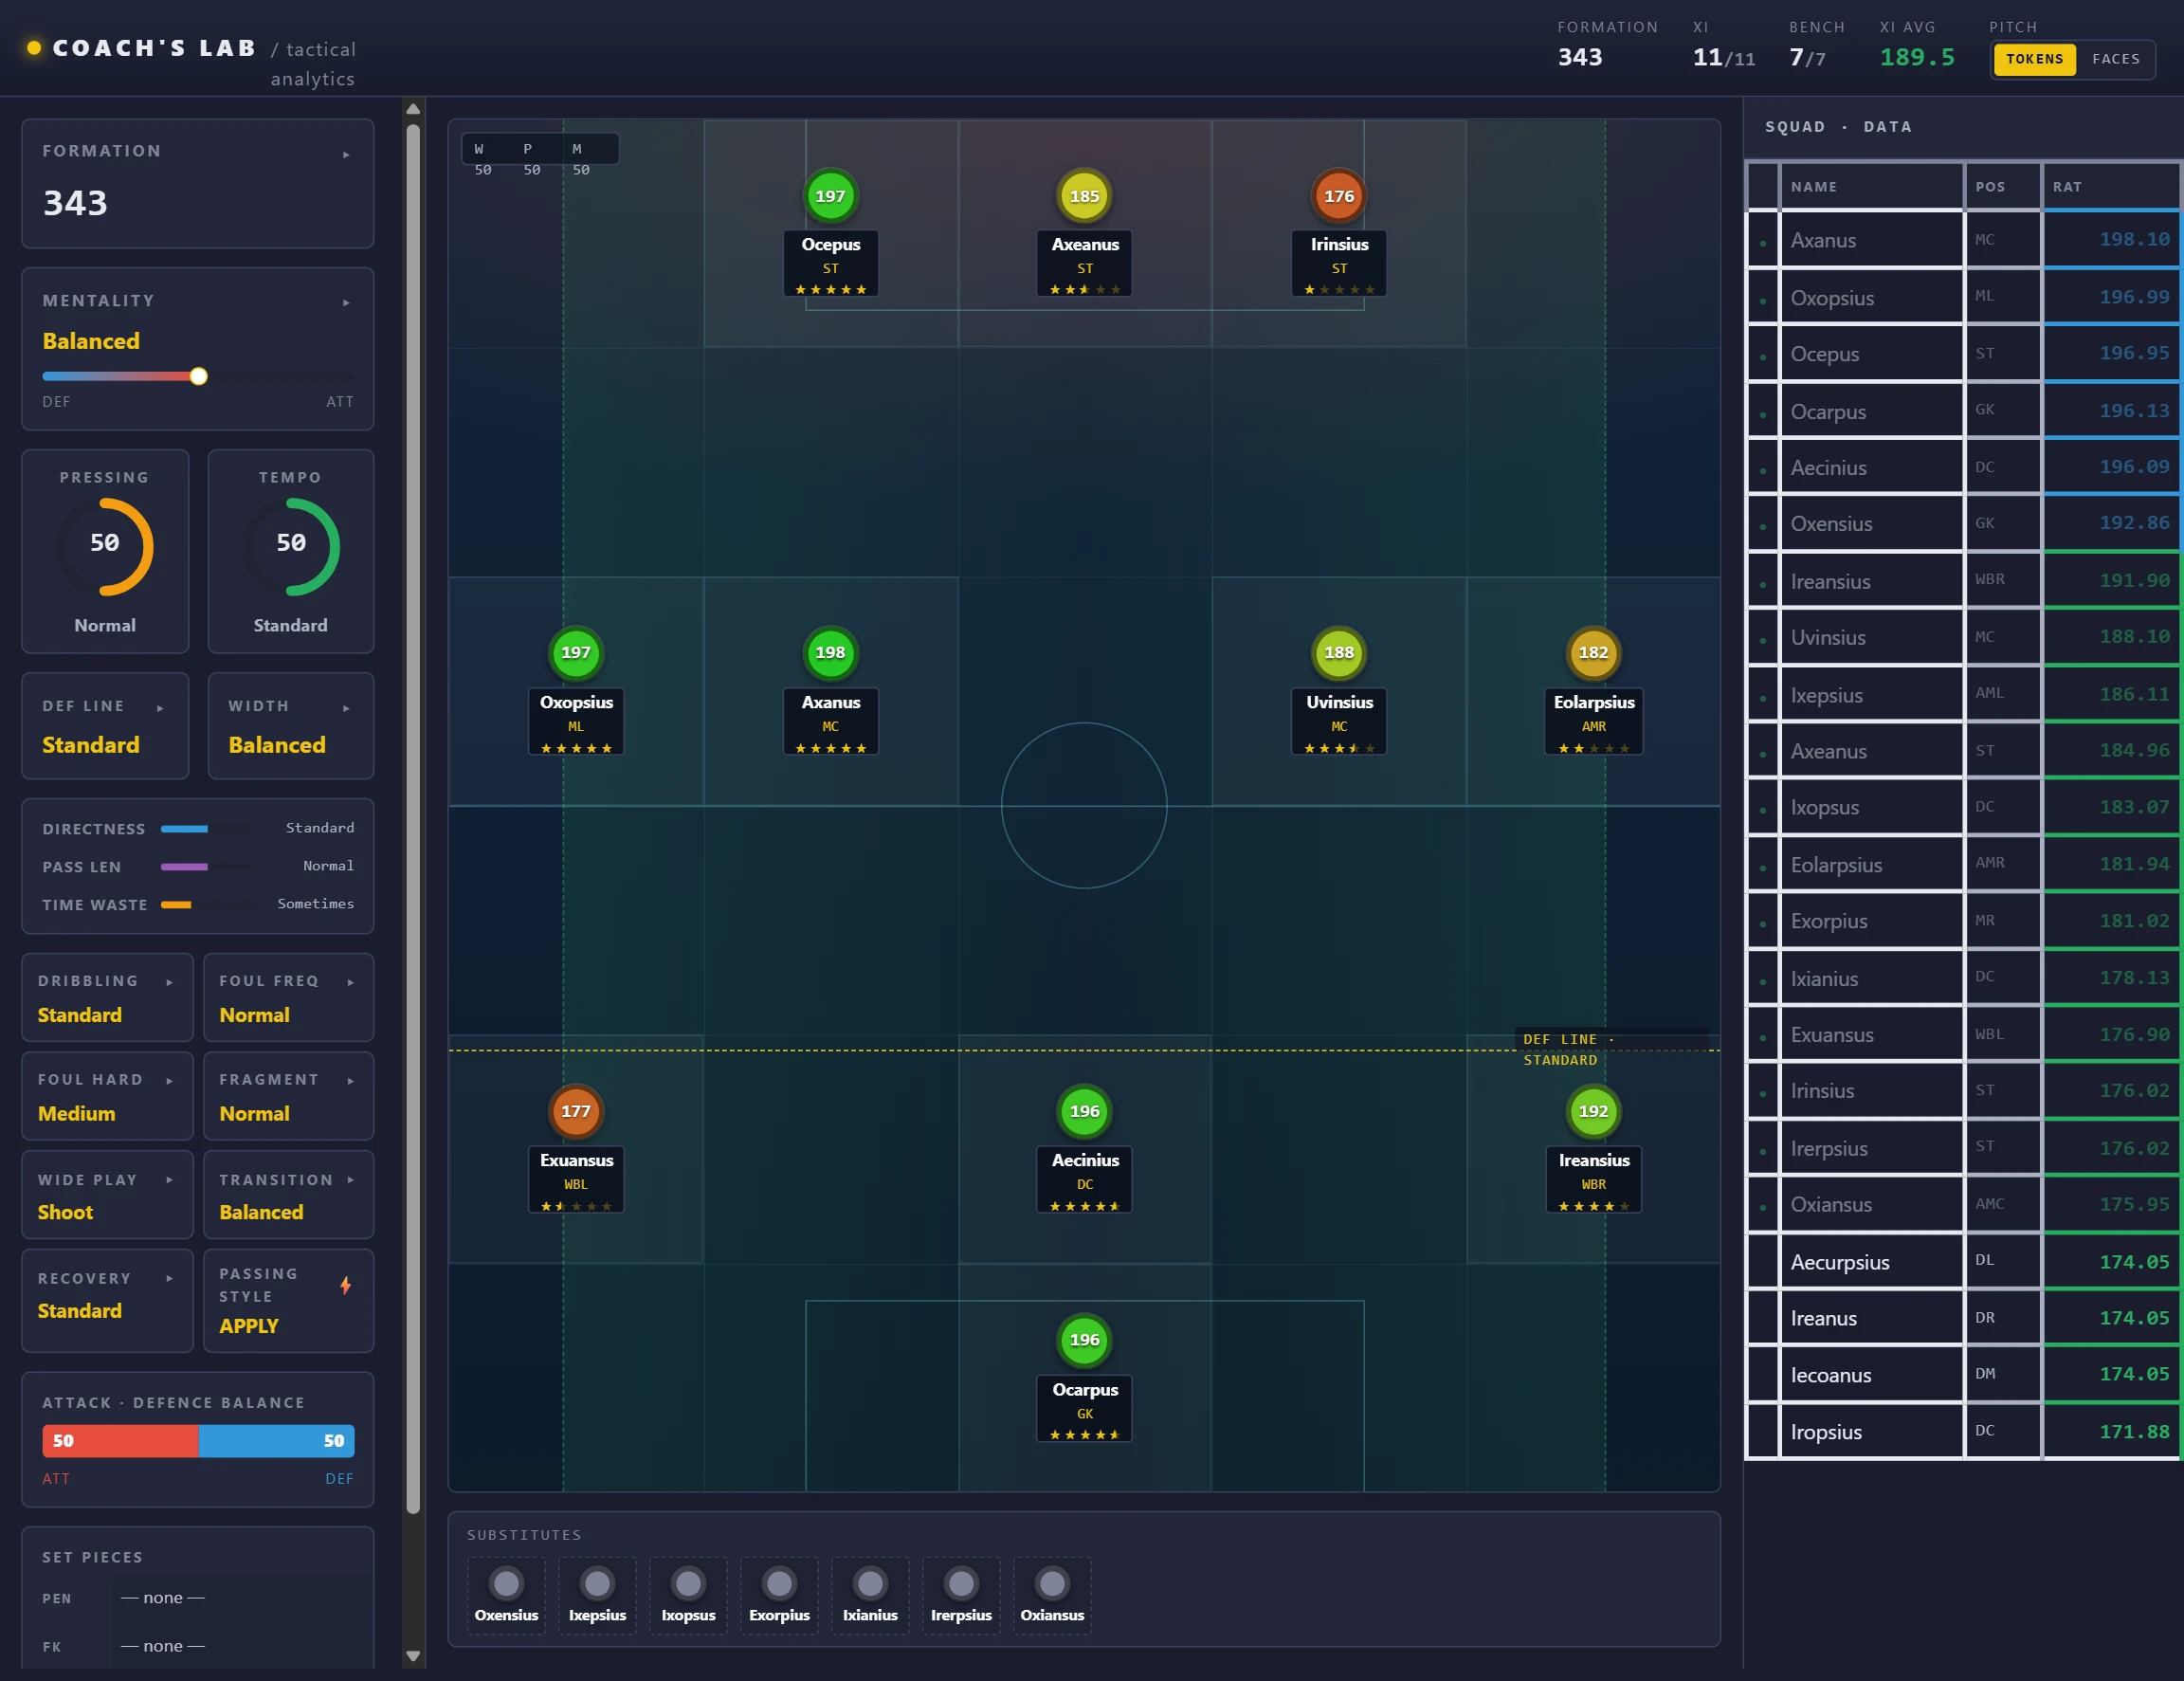 COACH'S LAB / tactical
analytics
FORMATION XI BENCH XI AVG PITCH
343 11/11 7/7 189.5 TOKENS FACES
FORMATION
343
MENTALITY
Balanced
DEF ATT
PRESSING TEMPO
50 50
Normal Standard
DEF LINE WIDTH
Standard Balanced
DIRECTNESS Standard
PASS LEN Normal
TIME WASTE Sometimes
DRIBBLING FOUL FREQ
Standard Normal
FOUL HARD FRAGMENT
Medium Normal
WIDE PLAY TRANSITION
Shoot Balanced
RECOVERY PASSING
STYLE
Standard APPLY
ATTACK · DEFENCE BALANCE
50 50
ATT DEF
SET PIECES
PEN — none —
FK — none —
W P M
50 50 50
197 185 176
Ocepus Axeanus Irinsius
ST ST ST
197 198 188 182
Oxopsius Axanus Uvinsius Eolarpsius
ML MC MC AMR
DEF LINE ·
STANDARD
177 196 192
Exuansus Aecinius Ireansius
WBL DC WBR
196
Ocarpus
GK
SUBSTITUTES
Oxensius Ixepsius Ixopsus Exorpius Ixianius Irerpsius Oxiansus
SQUAD · DATA
NAME POS RAT
Axanus MC 198.10
Oxopsius ML 196.99
Ocepus ST 196.95
Ocarpus GK 196.13
Aecinius DC 196.09
Oxensius GK 192.86
Ireansius WBR 191.90
Uvinsius MC 188.10
Ixepsius AML 186.11
Axeanus ST 184.96
Ixopsus DC 183.07
Eolarpsius AMR 181.94
Exorpius MR 181.02
Ixianius DC 178.13
Exuansus WBL 176.90
Irinsius ST 176.02
Irerpsius ST 176.02
Oxiansus AMC 175.95
Aecurpsius DL 174.05
Ireanus DR 174.05
Iecoanus DM 174.05
Iropsius DC 171.88